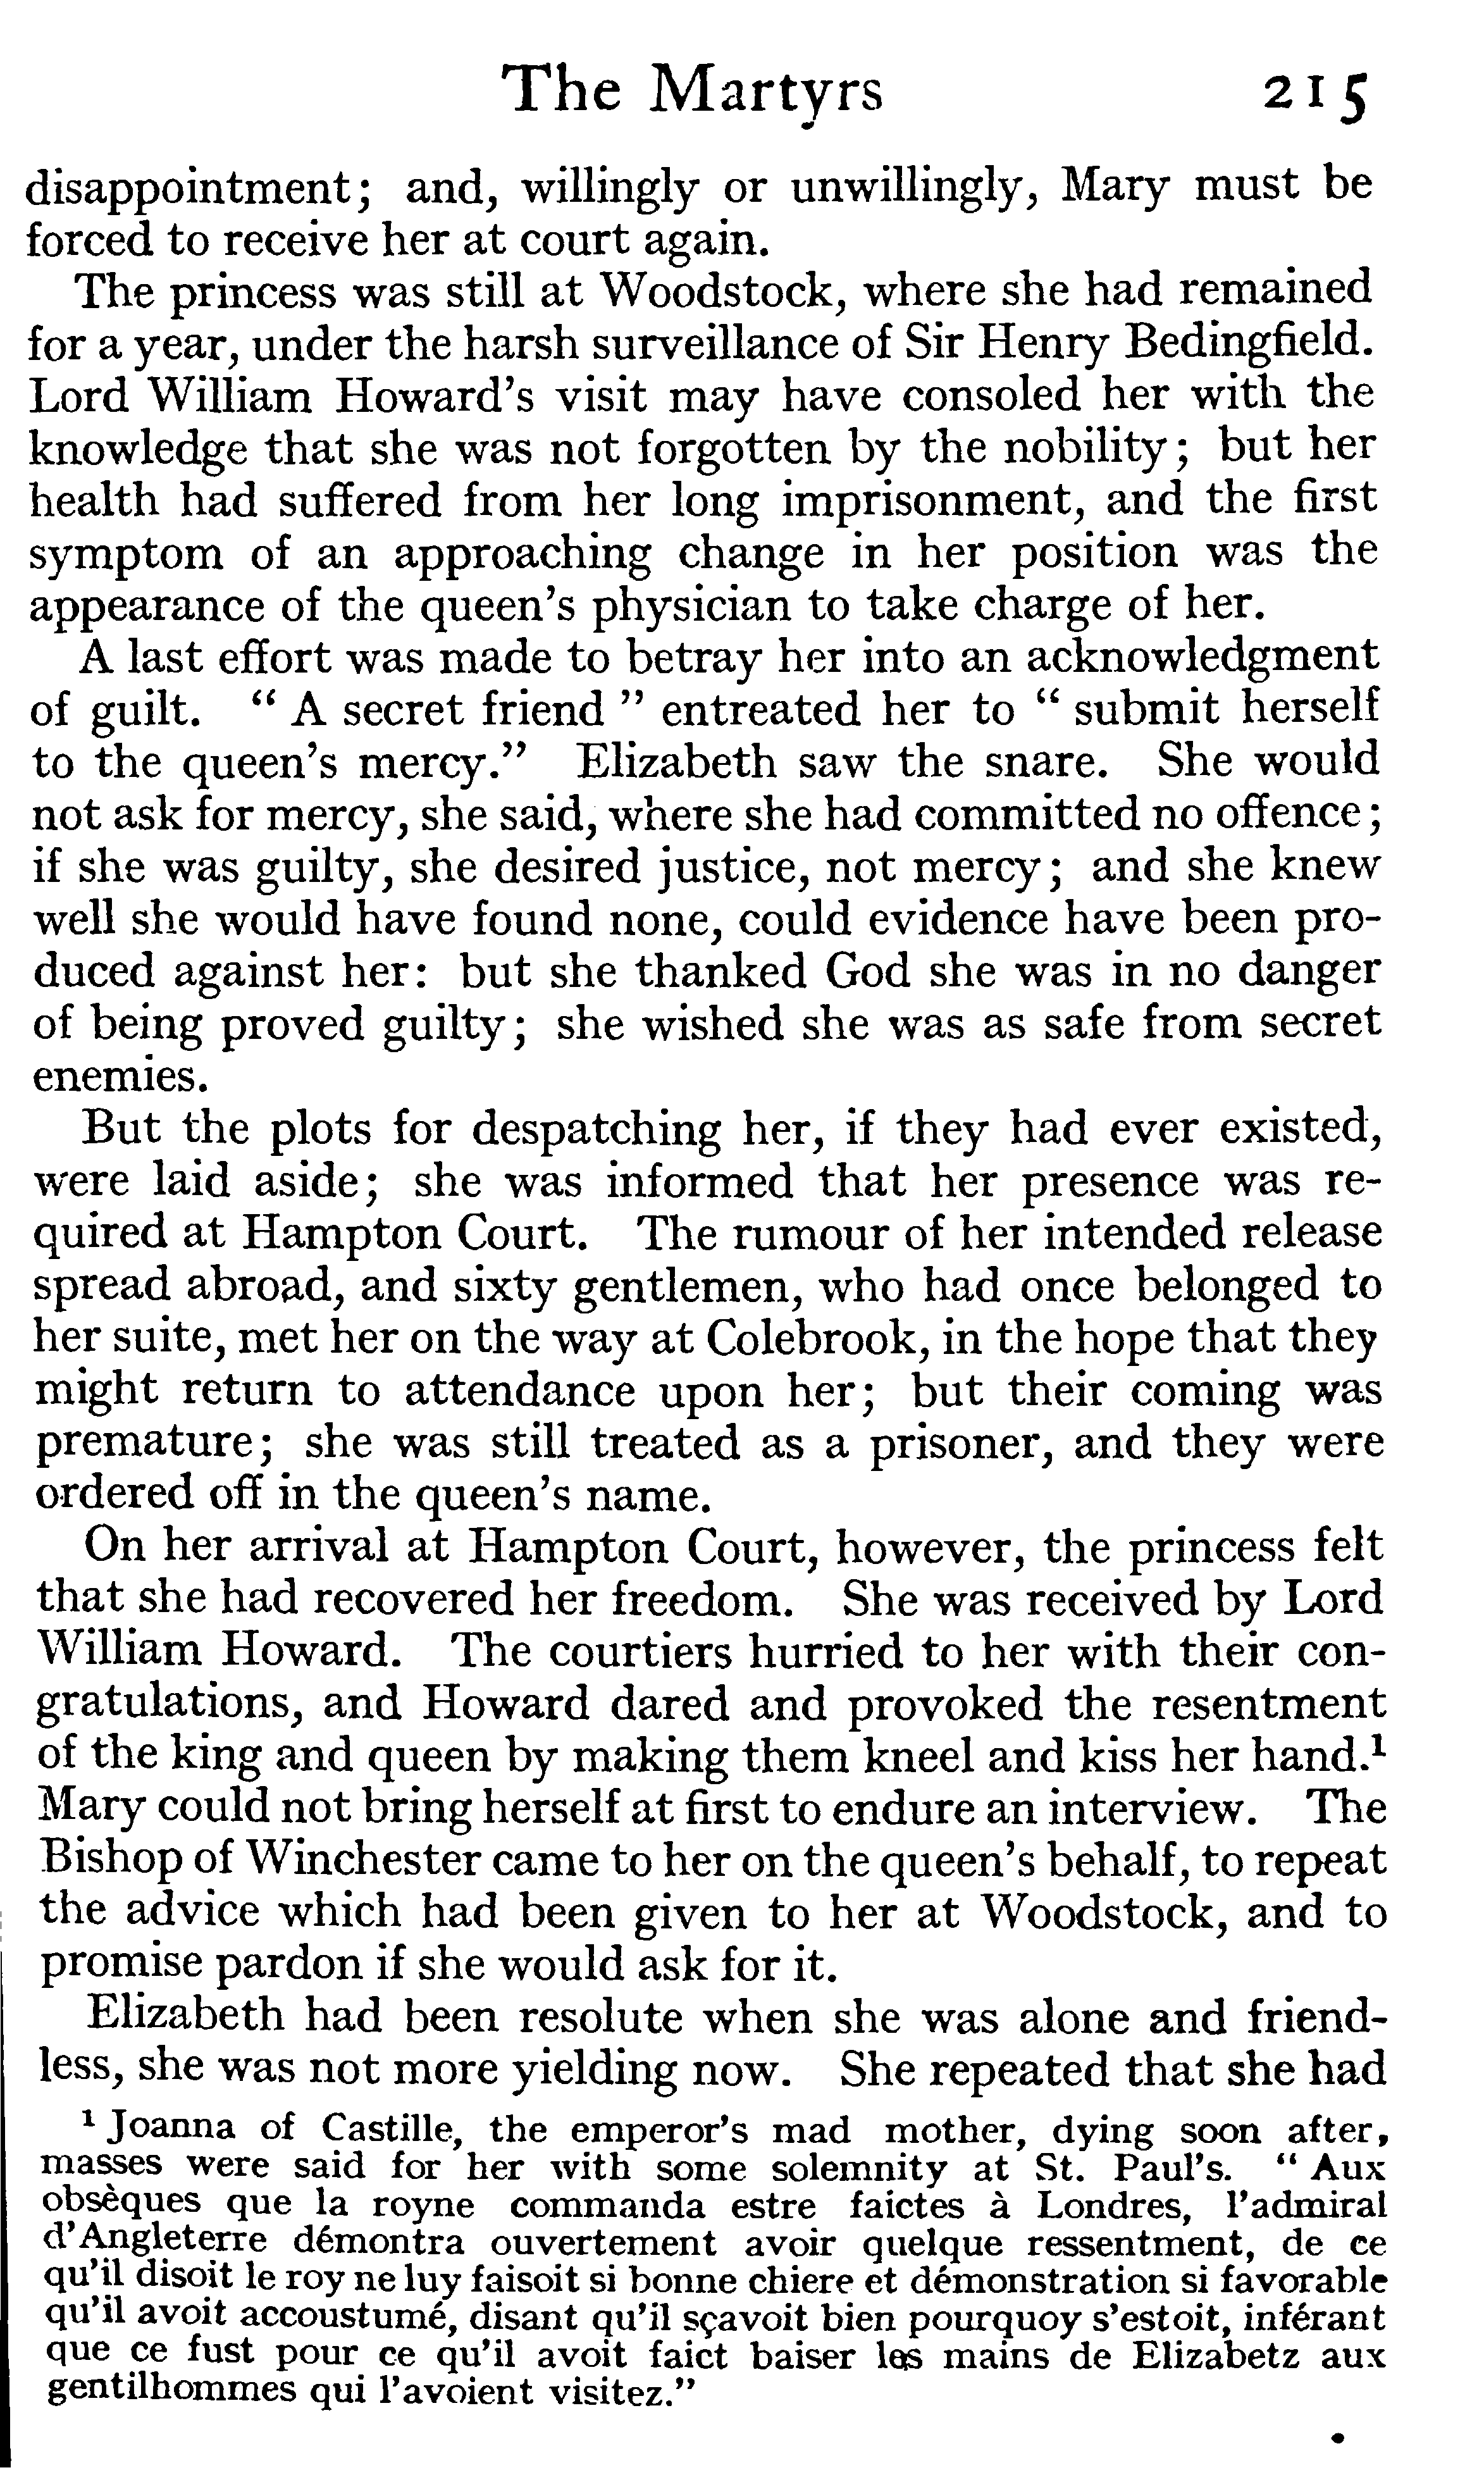 The Martyrs 215
disappointment; and, willingly or unwillingly, Mary must be
forced to receive her at court again.
The princess was still at Woodstock, where she had remained
for a year, under the harsh surveillance of Sir Henry Bedingfield.
Lord William Howard's visit may have consoled her with the
knowledge that she was not forgotten by the nobility; but her
health had suffered from her long imprisonment, and the first
symptom of an approaching change in her position was the
appearance of the queen's physician to take charge of her.
A last effort was made to betray her into an acknowledgment
of guilt. " A secret friend " entreated her to " submit herself
to the queen's mercy." Elizabeth saw the snare. She would
not ask for mercy, she said, where she had committed no offence;
if she was guilty, she desired justice, not mercy; and she knew
well she would have found none, could evidence have been pro-
duced against her: but she thanked God she was in no danger
of being proved guilty; she wished she was as safe from secret
enemies.
But the plots for despatching her, if they had ever existed,
were laid aside; she was informed that her presence was re-
quired at Hampton Court. The rumour of her intended release
spread abroad, and sixty gentlemen, who had once belonged to
her suite, met her on the way at Colebrook, in the hope that they
might return to attendance upon her; but their coming was
premature; she was still treated as a prisoner, and they were
ordered off in the queen's name.
On her arrival at Hampton Court, however, the princess felt
that she had recovered her freedom. She was received by Lord
William Howard. The courtiers hurried to her with their con-
gratulations, and Howard dared and provoked the resentment
of the king and queen by making them kneel and kiss her hand.¹
Mary could not bring herself at first to endure an interview. The
Bishop of Winchester came to her on the queen's behalf, to repeat
the advice which had been given to her at Woodstock, and to
promise pardon if she would ask for it.
Elizabeth had been resolute when she was alone and friend-
less, she was not more yielding now. She repeated that she had
¹ Joanna of Castille, the emperor's mad mother, dying soon after,
masses were said for her with some solemnity at St. Paul's. " Aux
obsèques que la royne commanda estre faictes à Londres, l'admiral
d'Angleterre démontra ouvertement avoir quelque ressentment, de ce
qu'il disoit le roy ne luy faisoit si bonne chiere et démonstration si favorable
qu'il avoit accoustumé, disant qu'il sçavoit bien pourquoy s'estoit, inférant
que ce fust pour ce qu'il avoit faict baiser les mains de Elizabetz aux
gentilhommes qui l'avoient visitez."